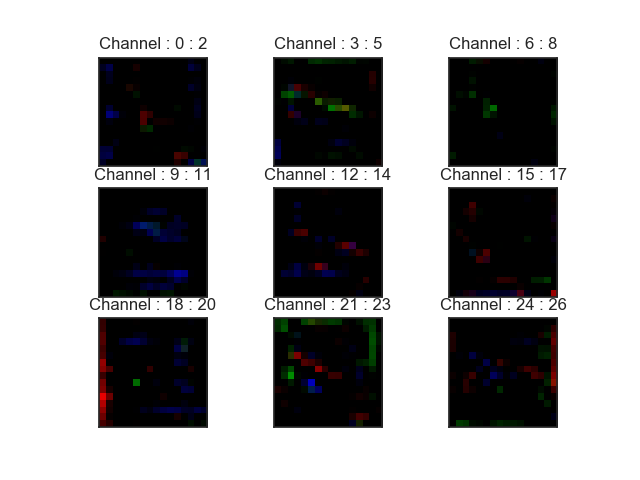 Channel : 0 : 2
Channel : 3 : 5
Channel : 6 : 8
Channel : 9 : 11
Channel : 12 : 14
Channel : 15 : 17
Channel : 18 : 20
Channel : 21 : 23
Channel : 24 : 26